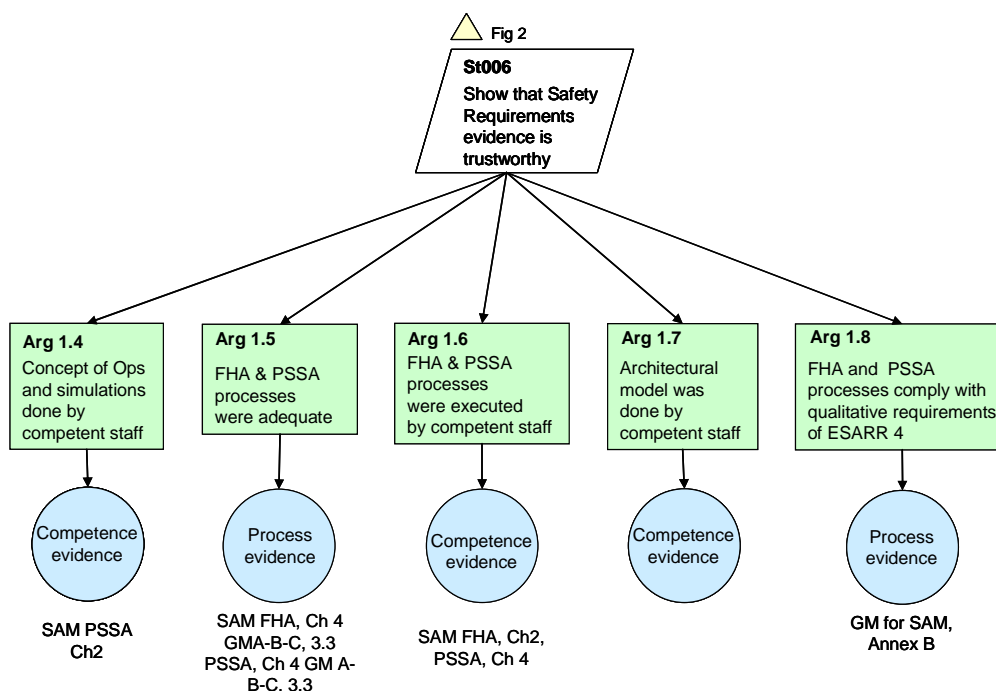 Fig 2
St006
Show that Safety
Requirements
evidence is
trustworthy
Arg 1.4
Concept of Ops
and simulations
done by
competent staff
Arg 1.5
FHA & PSSA
processes
were adequate
Arg 1.6
FHA & PSSA
processes
were executed
by competent staff
Arg 1.7
Architectural
model was
done by
competent staff
Arg 1.8
FHA and PSSA
processes comply with
qualitative requirements
of ESARR 4
Competence
evidence
Process
evidence
Competence
evidence
Competence
evidence
Process
evidence
SAM PSSA
Ch2
SAM FHA, Ch 4
GMA-B-C, 3.3
PSSA, Ch 4 GM A-
B-C, 3.3
SAM FHA, Ch2,
PSSA, Ch 4
GM for SAM,
Annex B